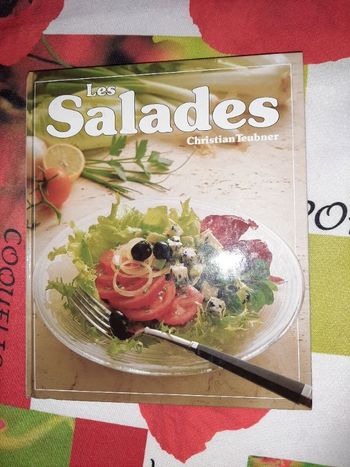 Les
Salades
Christian Teubner